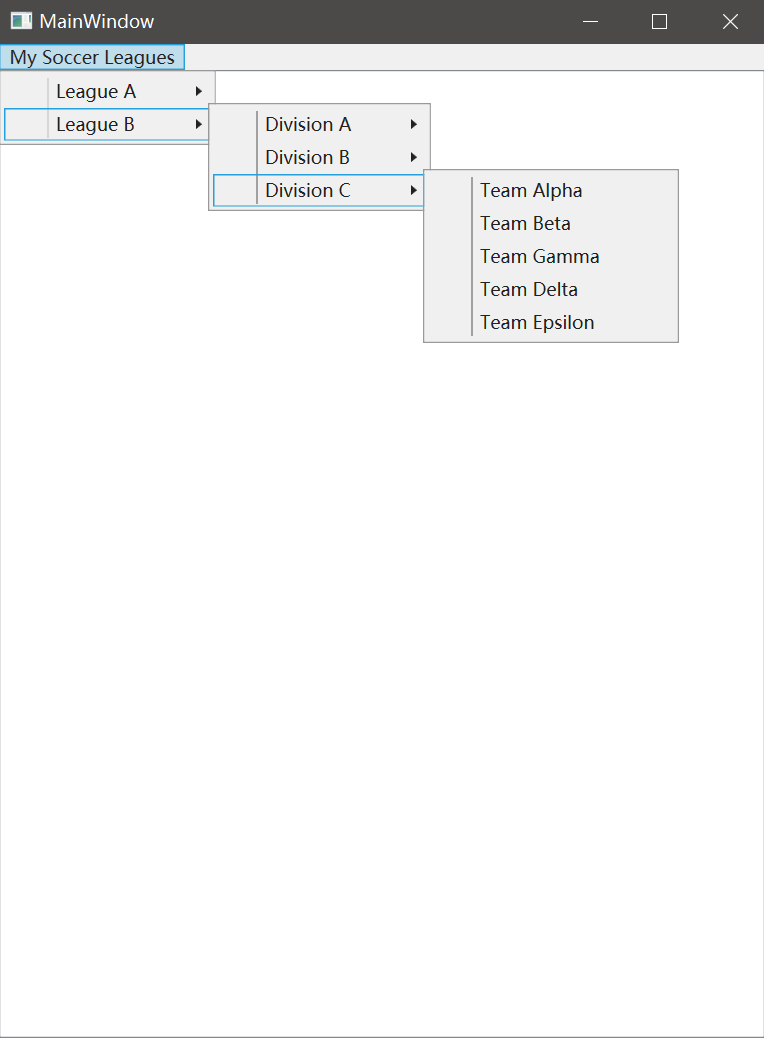 MainWindow
My Soccer Leagues
League A
League B
Division A
Division B
Division C
Team Alpha
Team Beta
Team Gamma
Team Delta
Team Epsilon